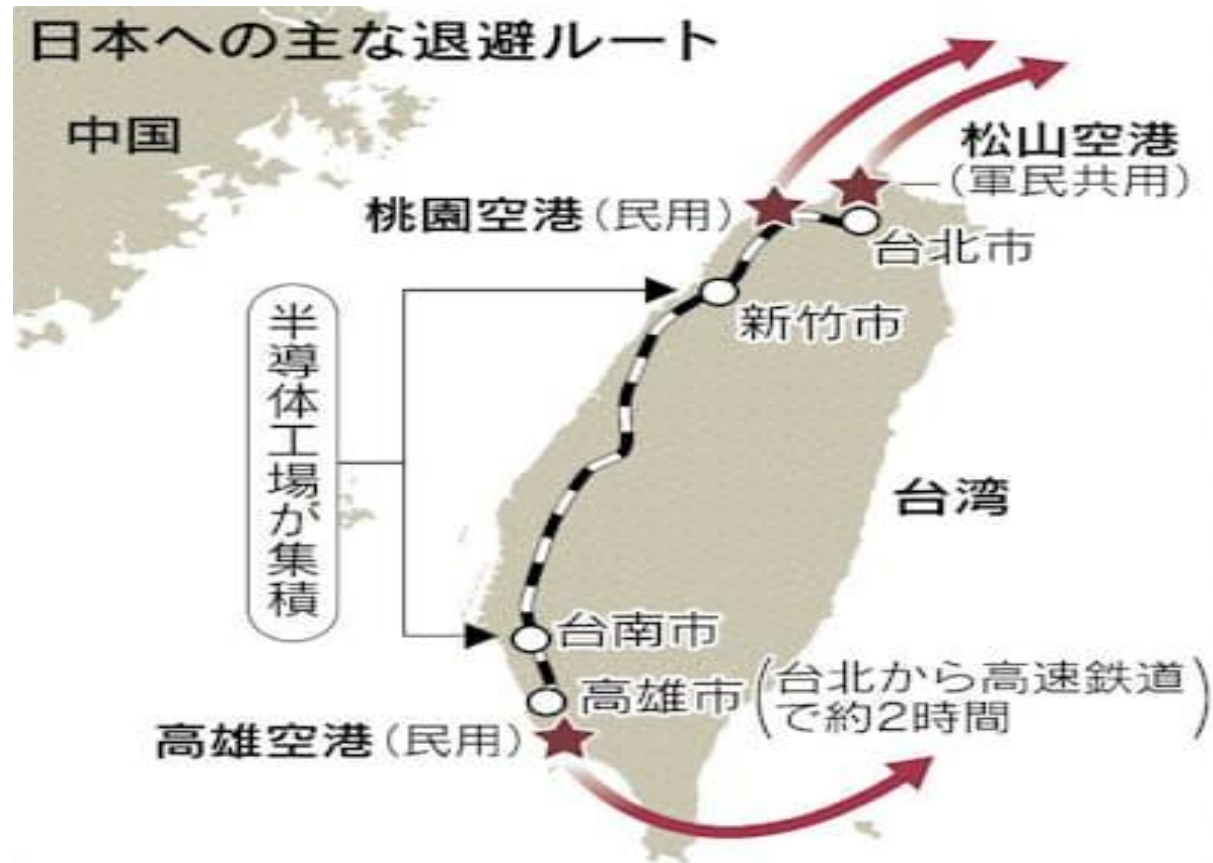 日本への主な退避ルート
中国
松山空港
(軍民共用)
桃園空港(民用)
台北市
新竹市
半導体工場が集積
台湾
台南市
高雄市(台北から高速鉄道
で約2時間)
高雄空港(民用)